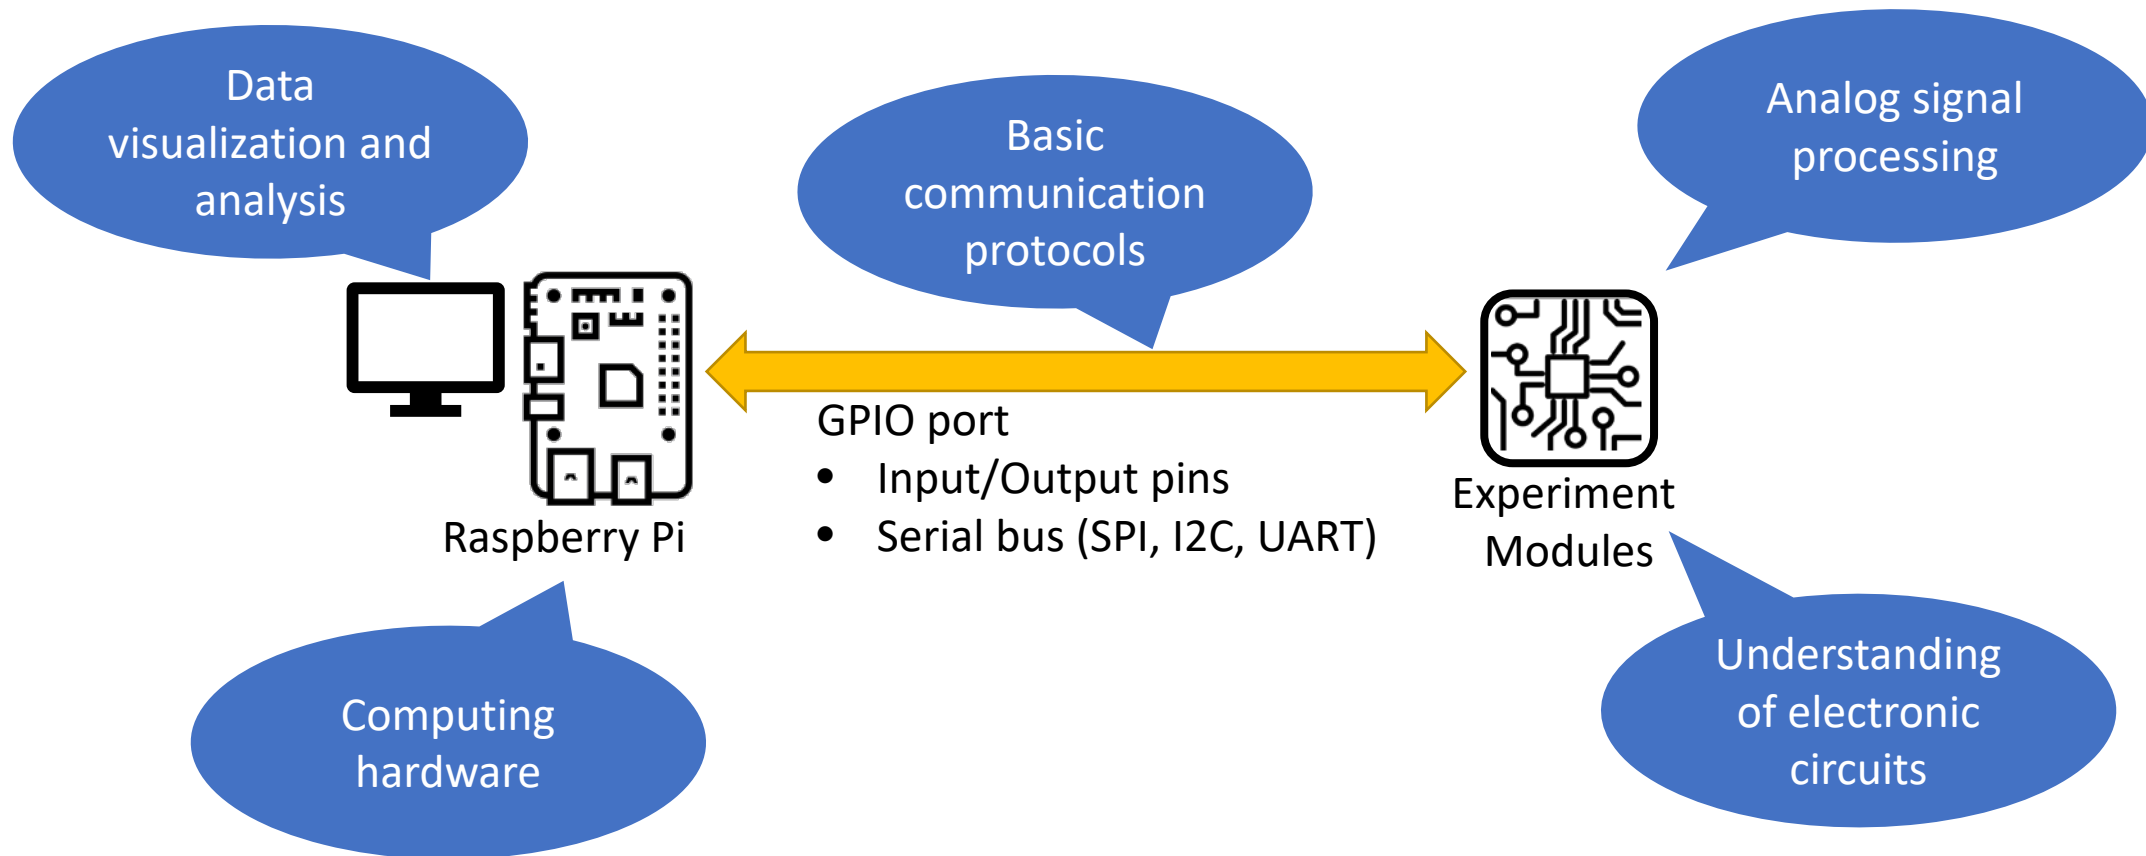 Data
visualization and
analysis
Basic
communication
protocols
Analog signal
processing
GPIO port
• Input/Output pins
• Serial bus (SPI, I2C, UART)
Raspberry Pi
Experiment
Modules
Computing
hardware
Understanding
of electronic
circuits